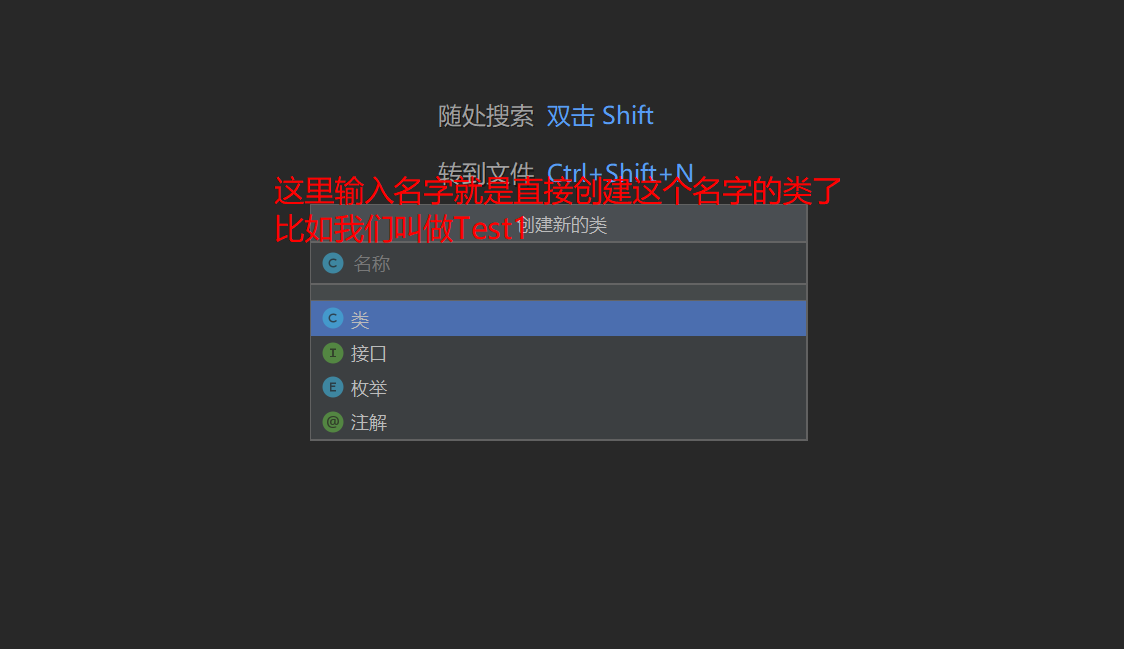 随处搜索 双击 Shift
转到文件 Ctrl+Shift+N
这里输入名字就是直接创建这个名字的类了
比如我们叫做Test1
创建新的类
C 名称
C 类
I 接口
E 枚举
@ 注解